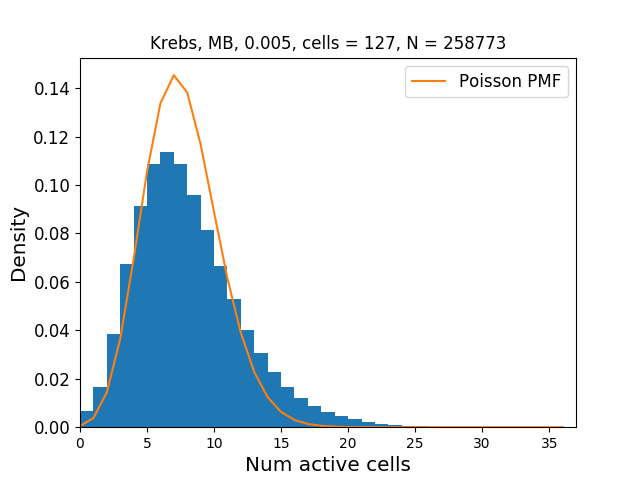 Krebs, MB, 0.005, cells = 127, N = 258773
Poisson PMF
0.14
0.12
0.10
0.08
0.06
0.04
0.02
0.00
Density
0 5 10 15 20 25 30 35
Num active cells